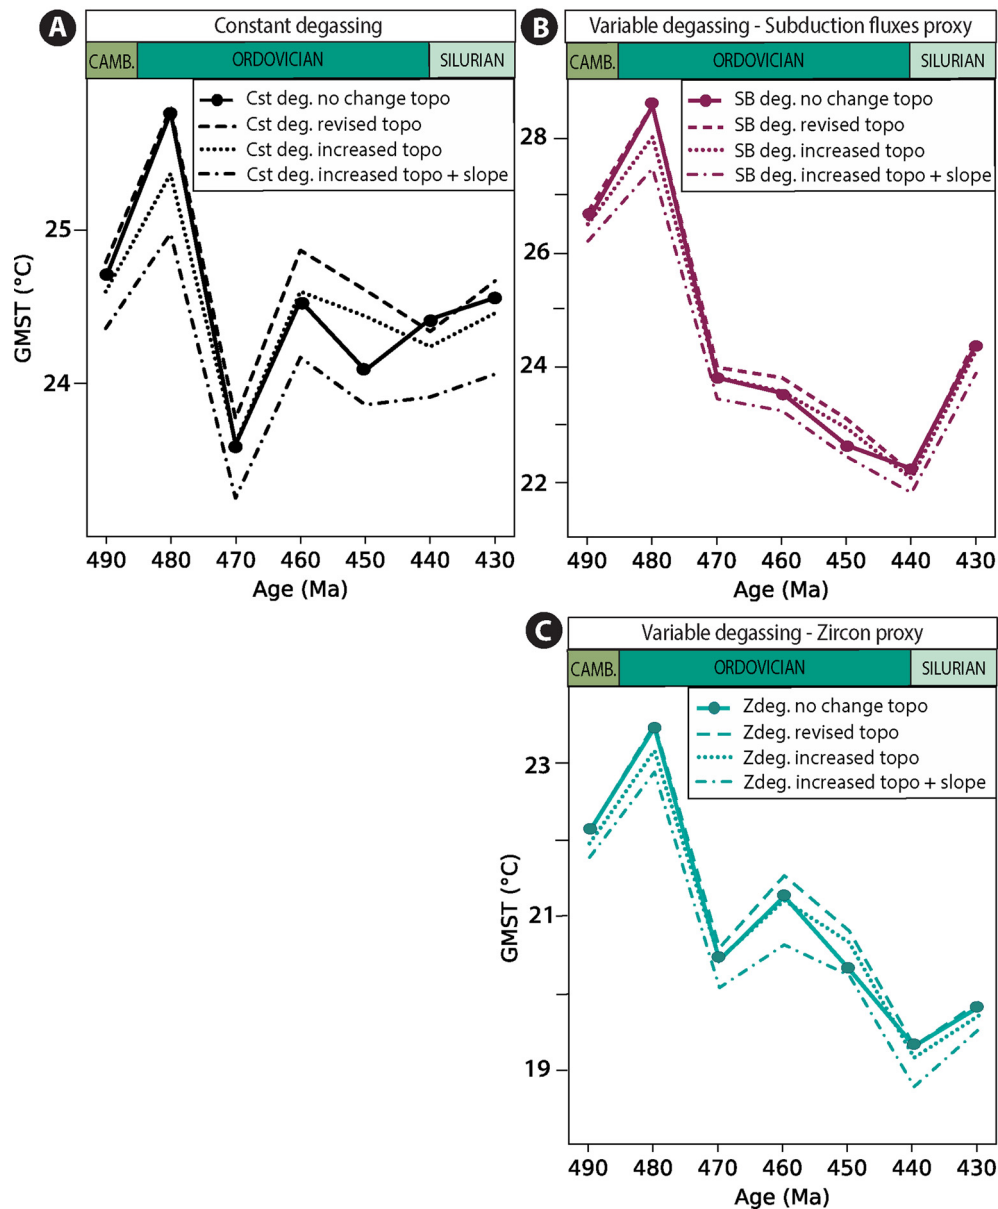 A
Constant degassing
CAMB.
ORDOVICIAN
SILURIAN
Cst deg. no change topo
Cst deg. revised topo
Cst deg. increased topo
Cst deg. increased topo + slope
25
24
GMST (°C)
490 480 470 460 450 440 430
Age (Ma)
B
Variable degassing - Subduction fluxes proxy
CAMB.
ORDOVICIAN
SILURIAN
SB deg. no change topo
SB deg. revised topo
SB deg. increased topo
SB deg. increased topo + slope
28
26
24
22
490 480 470 460 450 440 430
Age (Ma)
C
Variable degassing - Zircon proxy
CAMB.
ORDOVICIAN
SILURIAN
Zdeg. no change topo
Zdeg. revised topo
Zdeg. increased topo
Zdeg. increased topo + slope
23
21
19
GMST (°C)
490 480 470 460 450 440 430
Age (Ma)